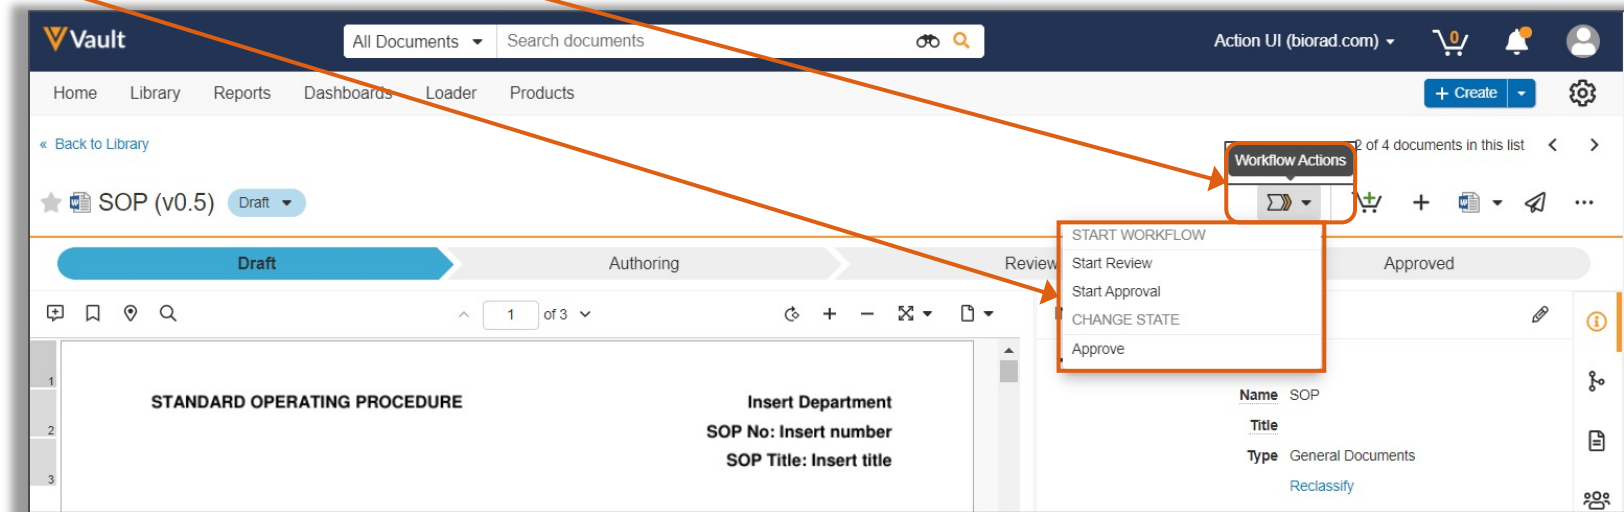 Vault
All Documents
Search documents
Action UI (biorad.com)
0
Home Library Reports Dashboards Loader Products
+ Create
« Back to Library
2 of 4 documents in this list
Workflow Actions
SOP (v0.5)
Draft
START WORKFLOW
Start Review
Start Approval
CHANGE STATE
Approve
Draft
Authoring
Review
Approved
1 of 3
1
2
3
STANDARD OPERATING PROCEDURE
Insert Department
SOP No: Insert number
SOP Title: Insert title
Name SOP
Title
Type General Documents
Reclassify